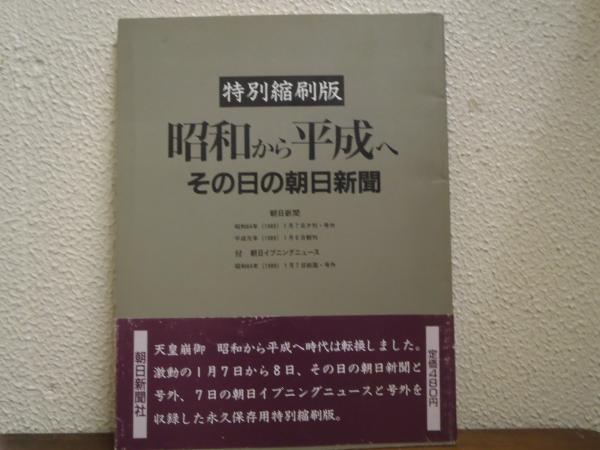 特別縮刷版
昭和から平成へ
その日の朝日新聞
朝日新聞
昭和64年（1989）1月7日夕刊・号外
平成元年（1989）1月8日朝刊
付 朝日イブニングニュース
昭和64年（1989）1月7日紙面・号外
天皇崩御 昭和から平成へ時代は転換しました。
激動の1月7日から8日、その日の朝日新聞と
号外、7日の朝日イブニングニュースと号外を
収録した永久保存用特別縮刷版。
定価480円
朝日新聞社